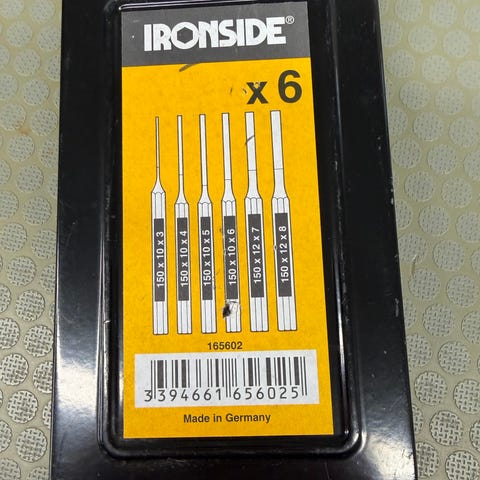 IRONSIDE®
x 6
150 x 10 x 3
150 x 10 x 4
150 x 10 x 5
150 x 10 x 6
150 x 12 x 7
150 x 12 x 8
165602
3 394661 656025
Made in Germany